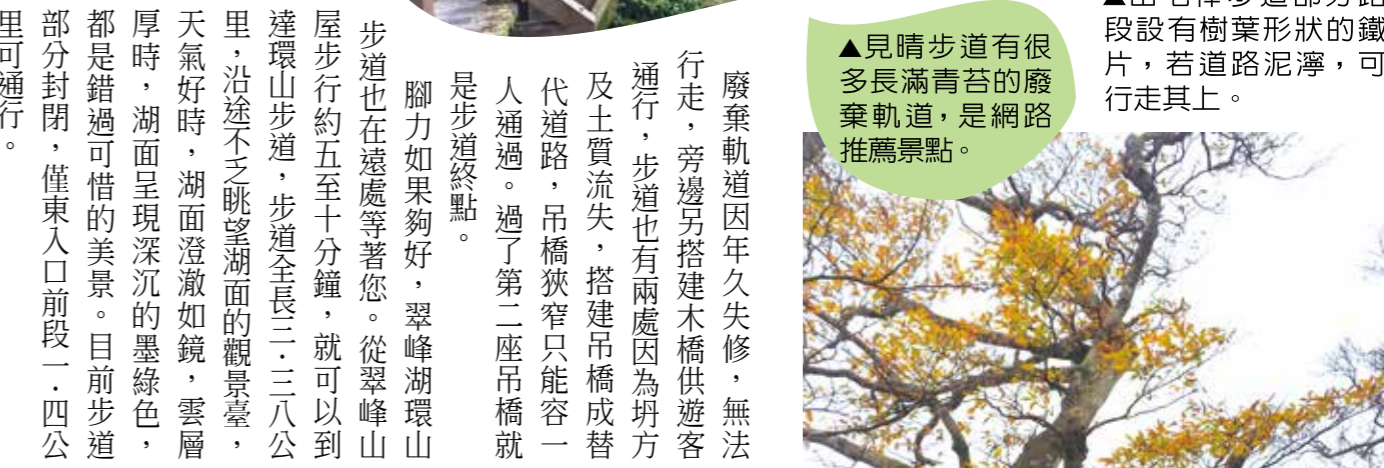 段設有樹葉形狀的鐵
片，若道路泥濘，可
行走其上。
▲見晴步道有很
多長滿青苔的廢
棄軌道，是網路
推薦景點。
廢棄軌道因年久失修，無法
行走，旁邊另搭建木橋供遊客
通行，步道也有兩處因為坍方
及土質流失，搭建吊橋成替
代道路，吊橋狹窄只能容一
人通過。過了第二座吊橋就
是步道終點。
腳力如果夠好，翠峰湖環山
步道也在遠處等著您。從翠峰山
屋步行約五至十分鐘，就可以到
達環山步道，步道全長三．三八公
里，沿途不乏眺望湖面的觀景臺，
天氣好時，湖面澄澈如鏡，雲層
厚時，湖面呈現深沉的墨綠色，
都是錯過可惜的美景。目前步道
部分封閉，僅東入口前段一．四公
里可通行。